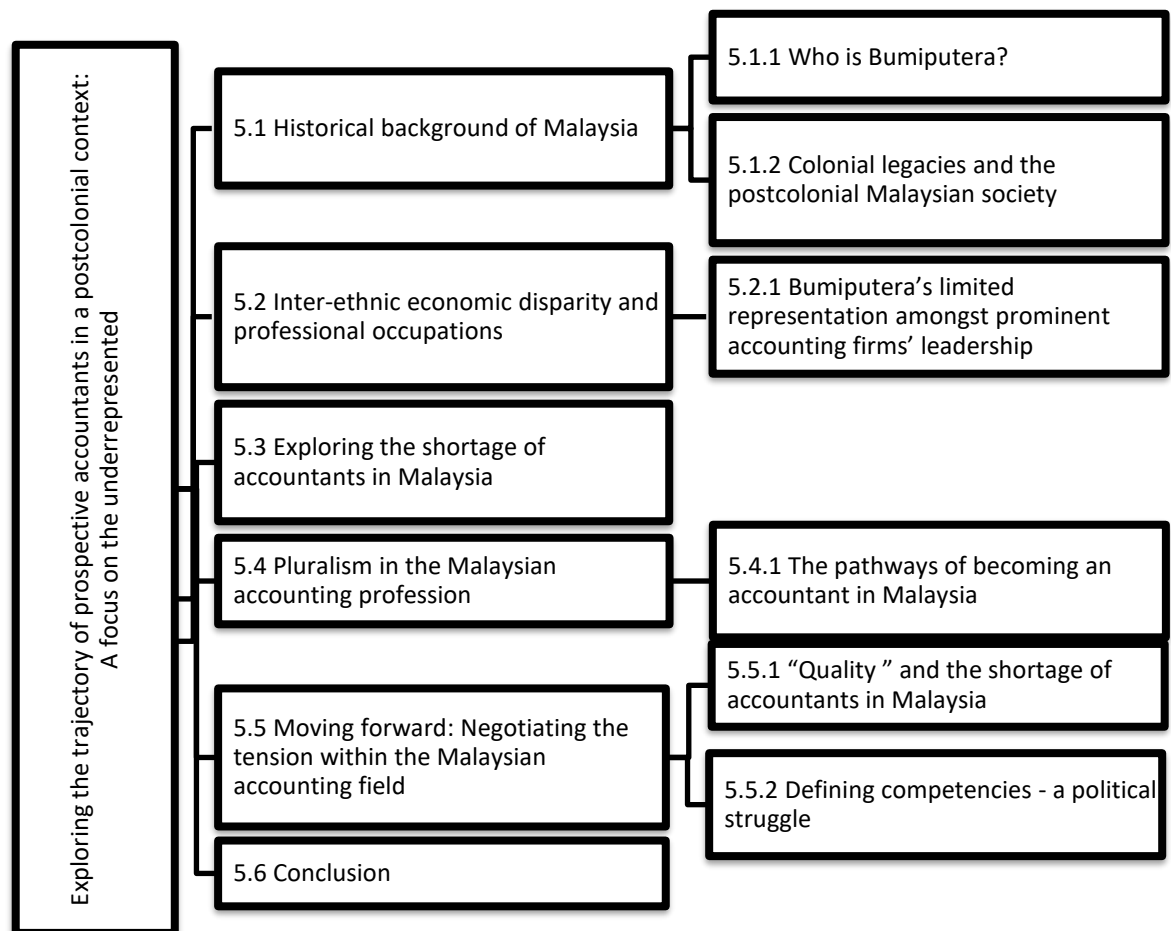 Exploring the trajectory of prospective accountants in a postcolonial context:
A focus on the underrepresented
5.1 Historical background of Malaysia
5.1.1 Who is Bumiputera?
5.1.2 Colonial legacies and the
postcolonial Malaysian society
5.2 Inter-ethnic economic disparity and
professional occupations
5.2.1 Bumiputera’s limited
representation amongst prominent
accounting firms’ leadership
5.3 Exploring the shortage of
accountants in Malaysia
5.4 Pluralism in the Malaysian
accounting profession
5.4.1 The pathways of becoming an
accountant in Malaysia
5.5 Moving forward: Negotiating the
tension within the Malaysian
accounting field
5.5.1 “Quality ” and the shortage of
accountants in Malaysia
5.5.2 Defining competencies - a political
struggle
5.6 Conclusion